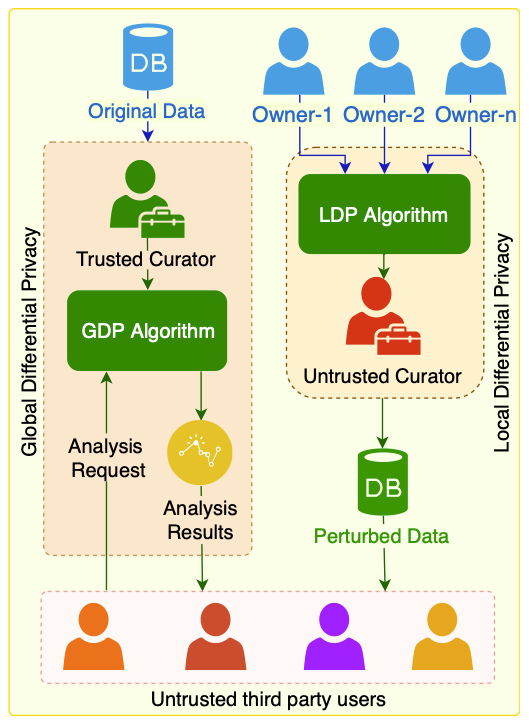 DB
Original Data
Owner-1 Owner-2 Owner-n
Global Differential Privacy
Trusted Curator
GDP Algorithm
Analysis
Request
Analysis
Results
LDP Algorithm
Untrusted Curator
Local Differential Privacy
DB
Perturbed Data
Untrusted third party users